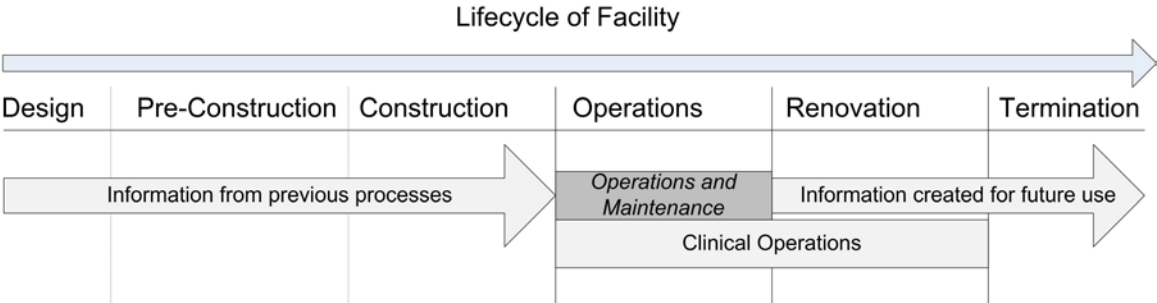 Lifecycle of Facility
Design Pre-Construction Construction Operations Renovation Termination
Information from previous processes
Operations and
Maintenance
Information created for future use
Clinical Operations